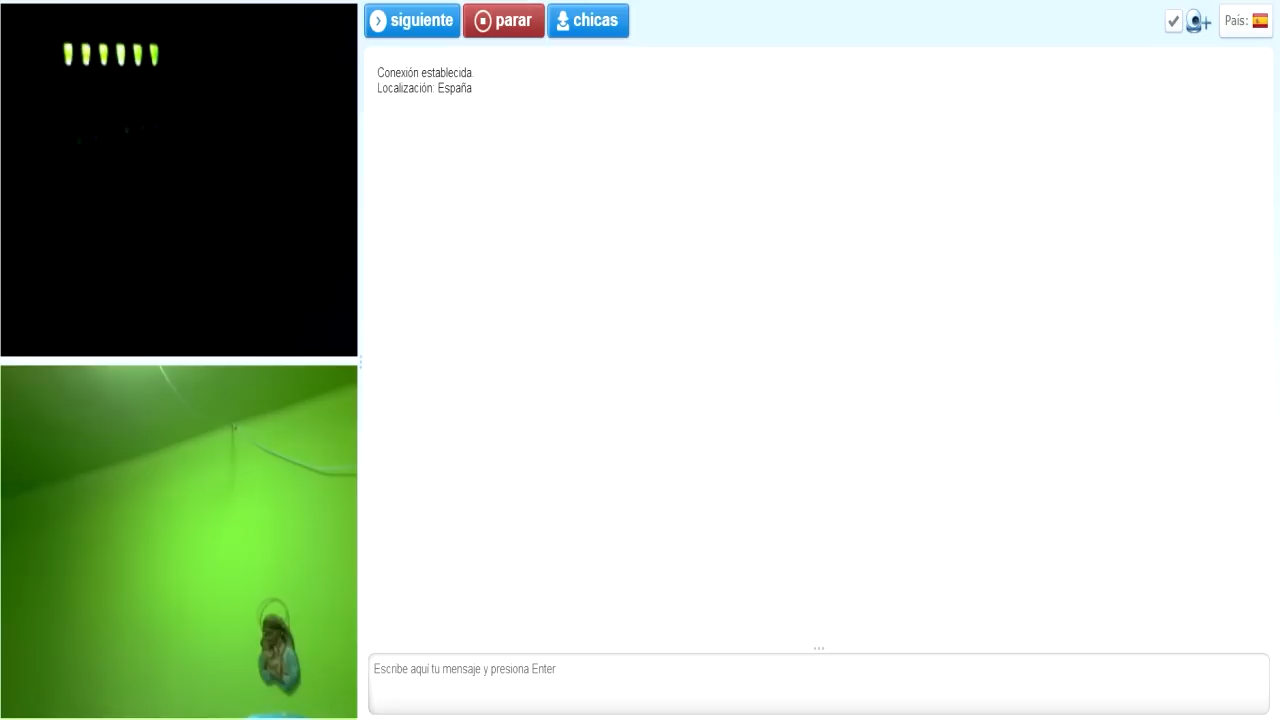 siguiente parar chicas País:
Conexión establecida.
Localización: España
Escribe aquí tu mensaje y presiona Enter